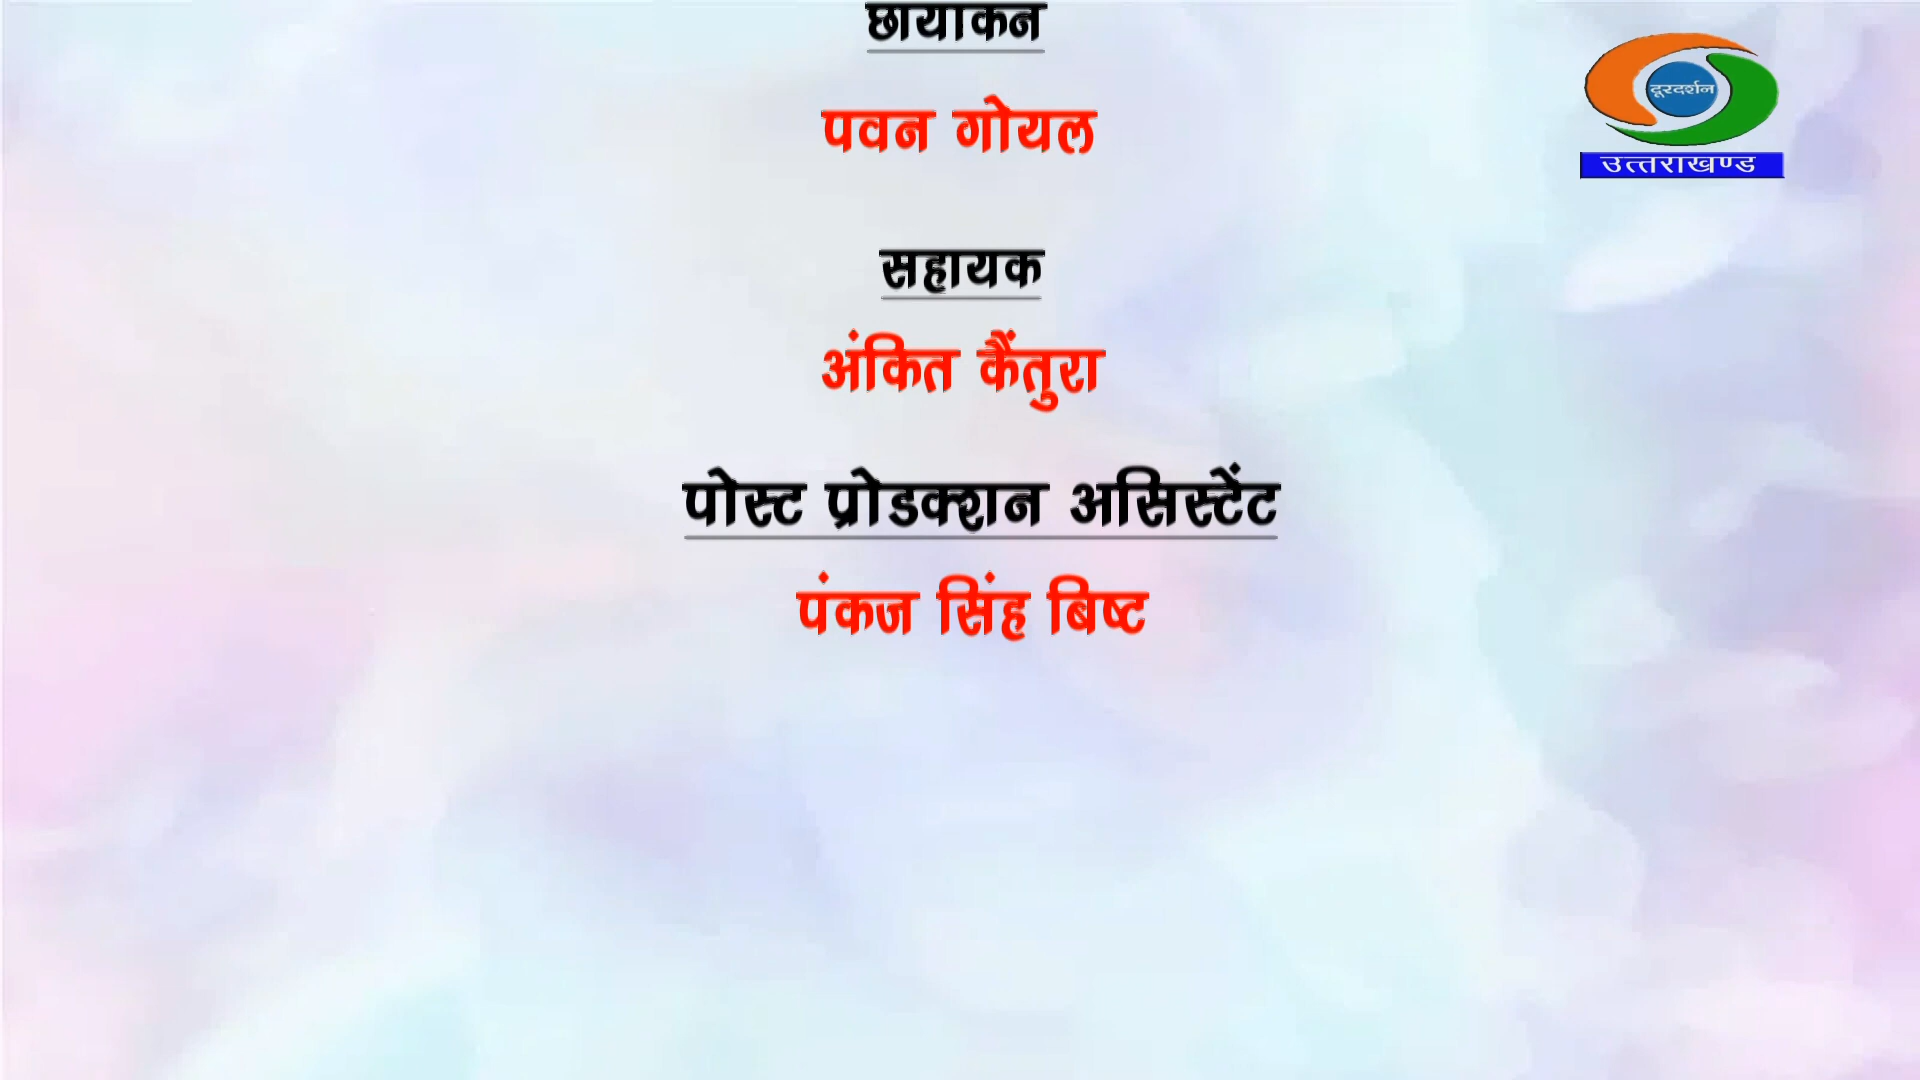 छायाकन
पवन गोयल
दूरदर्शन
उत्तराखण्ड
सहायक
अंकित कैंतुरा
पोस्ट प्रोडक्शन असिस्टेंट
पंकज सिंह बिष्ट